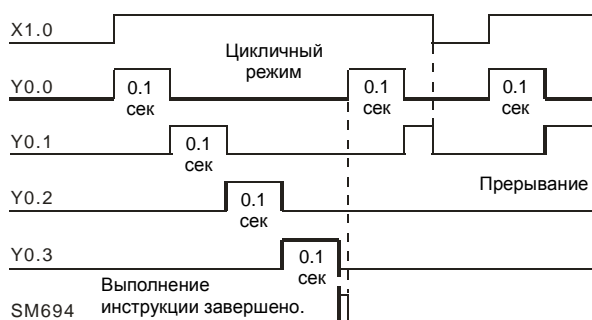 X1.0
Цикличный
режим
Y0.0
0.1
сек
0.1
сек
0.1
сек
Y0.1
0.1
сек
Прерывание
Y0.2
0.1
сек
Y0.3
0.1
сек
Выполнение
инструкции завершено.
SM694